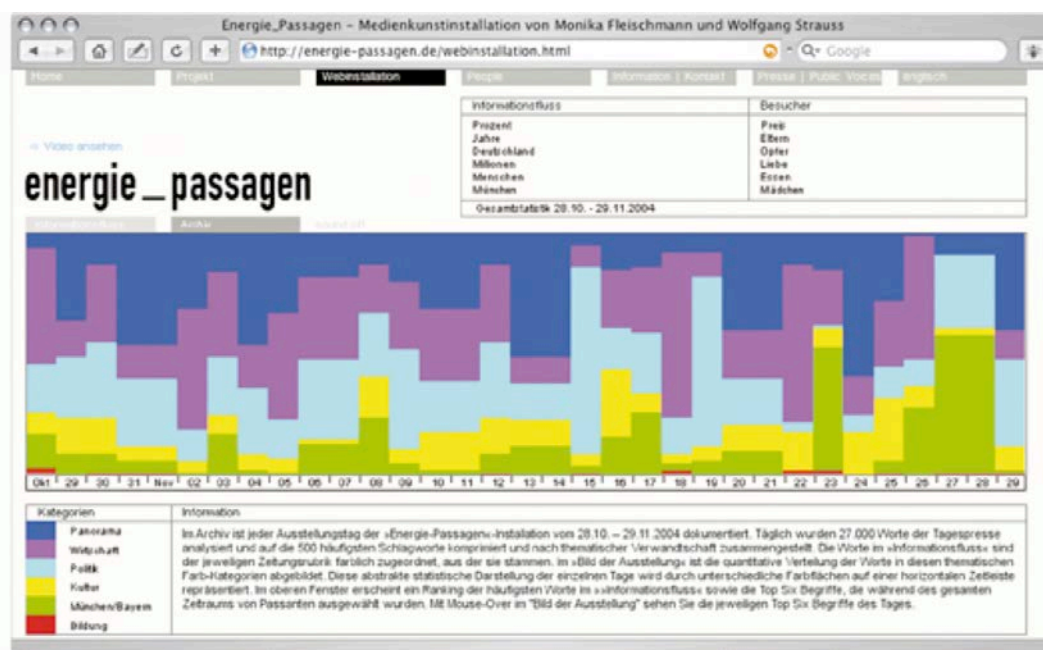 Energie_Passagen – Medienkunstinstallation von Monika Fleischmann und Wolfgang Strauss
http://energie-passagen.de/webinstallation.html
Google
Home Projekt Webinstallation People Information | Kontakt Presse | Public Voices englisch
Informationsfluss Besucher
Prozent Preis
Jahre Eltern
Deutschland Opfer
Millionen Liebe
Menschen Essen
München Mädchen
Gesamtstatistik 28.10. - 29.11.2004
Video ansehen
energie_passagen
Informationsfluss Archiv
Okt 29 30 31 Nov 02 03 04 05 06 07 08 09 10 11 12 13 14 15 16 17 18 19 20 21 22 23 24 25 26 27 28 29
Kategorien Information
Panorama
Wirtschaft
Politik
Kultur
München/Bayern
Bildung
Im Archiv ist jeder Ausstellungstag der »Energie-Passagen«-Installation vom 28.10. – 29.11.2004 dokumentiert. Täglich wurden 27.000 Worte der Tagespresse
analysiert und auf die 500 häufigsten Schlagworte komprimiert und nach thematischer Verwandtschaft zusammengestellt. Die Worte im »Informationsfluss« sind
der jeweiligen Zeitungsrubrik farblich zugeordnet, aus der sie stammen. Im »Bild der Ausstellung« ist die quantitative Verteilung der Worte in diesen thematischen
Farb-Kategorien abgebildet. Diese abstrakte statistische Darstellung der einzelnen Tage wird durch unterschiedliche Farbflächen auf einer horizontalen Zeitleiste
repräsentiert. Im oberen Fenster erscheint ein Ranking der häufigsten Worte im »»Informationsfluss« sowie die Top Six Begriffe, die während des gesamten
Zeitraums von Passanten ausgewählt wurden. Mit Mouse-Over im "Bild der Ausstellung" sehen Sie die jeweiligen Top Six Begriffe des Tages.